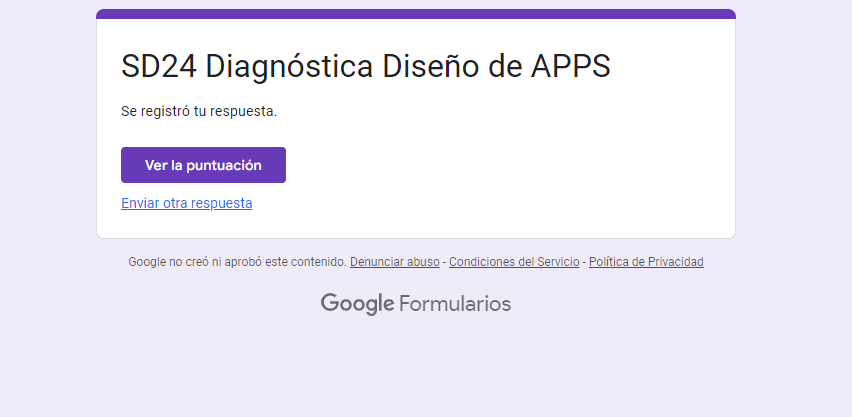 SD24 Diagnóstica Diseño de APPS
Se registró tu respuesta.
Ver la puntuación
Enviar otra respuesta
Google no creó ni aprobó este contenido. Denunciar abuso - Condiciones del Servicio - Política de Privacidad
Google Formularios